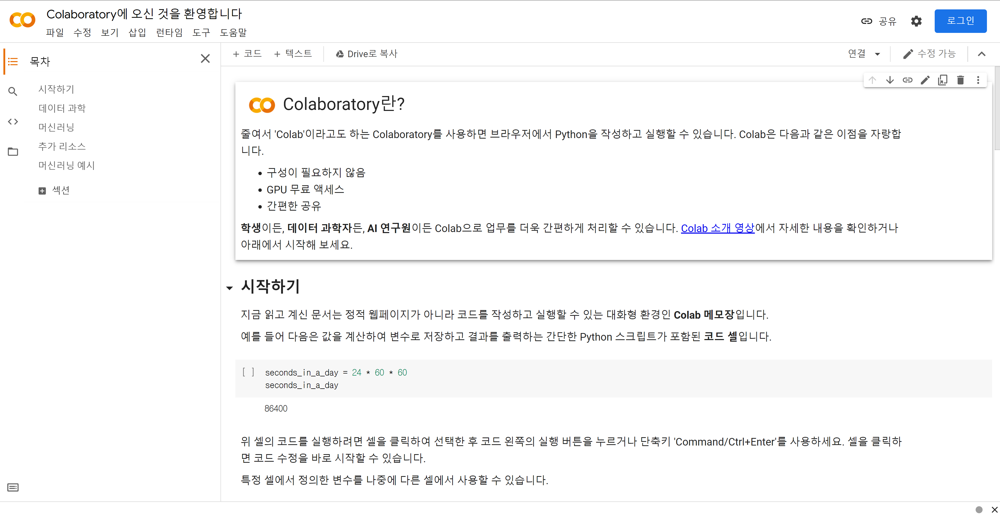 Colaboratory에 오신 것을 환영합니다
파일 수정 보기 삽입 런타임 도구 도움말
공유
로그인
목차
시작하기
데이터 과학
머신러닝
추가 리소스
머신러닝 예시
섹션
+ 코드 + 텍스트 Drive로 복사
연결 수정 가능
Colaboratory란?
줄여서 'Colab'이라고도 하는 Colaboratory를 사용하면 브라우저에서 Python을 작성하고 실행할 수 있습니다. Colab은 다음과 같은 이점을 자랑합
니다.
• 구성이 필요하지 않음
• GPU 무료 액세스
• 간편한 공유
학생이든, 데이터 과학자든, AI 연구원이든 Colab으로 업무를 더욱 간편하게 처리할 수 있습니다. Colab 소개 영상에서 자세한 내용을 확인하거나
아래에서 시작해 보세요.
시작하기
지금 읽고 계신 문서는 정적 웹페이지가 아니라 코드를 작성하고 실행할 수 있는 대화형 환경인 Colab 메모장입니다.
예를 들어 다음은 값을 계산하여 변수로 저장하고 결과를 출력하는 간단한 Python 스크립트가 포함된 코드 셀입니다.
[ ] seconds_in_a_day = 24 * 60 * 60
seconds_in_a_day
86400
위 셀의 코드를 실행하려면 셀을 클릭하여 선택한 후 코드 왼쪽의 실행 버튼을 누르거나 단축키 'Command/Ctrl+Enter'를 사용하세요. 셀을 클릭하
면 코드 수정을 바로 시작할 수 있습니다.
특정 셀에서 정의한 변수를 나중에 다른 셀에서 사용할 수 있습니다.